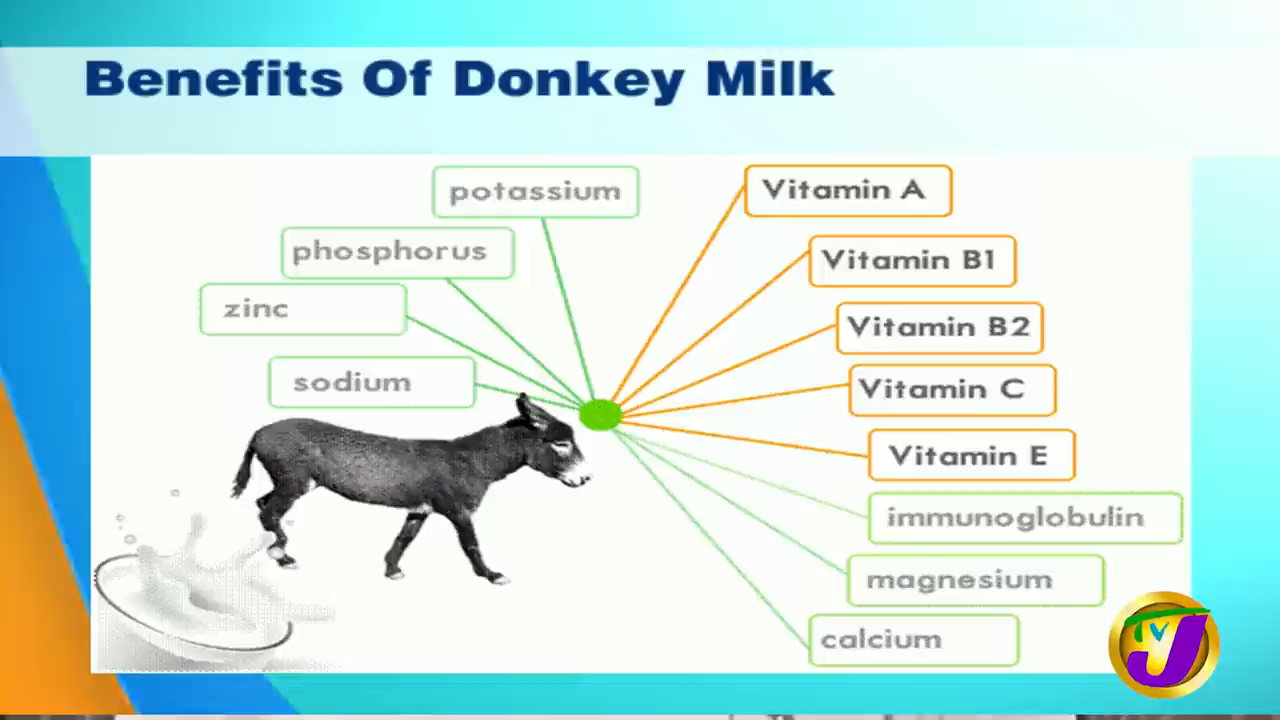 Benefits Of Donkey Milk
potassium
phosphorus
zinc
sodium
Vitamin A
Vitamin B1
Vitamin B2
Vitamin C
Vitamin E
immunoglobulin
magnesium
calcium
TVJ